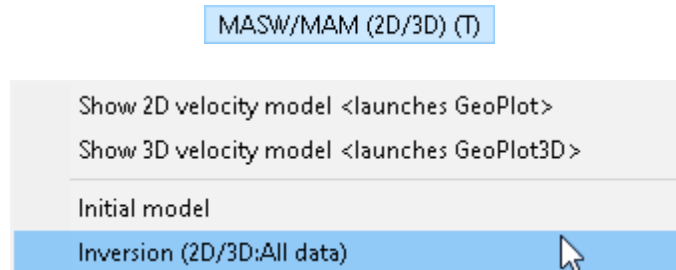 MASW/MAM (2D/3D) (T)
Show 2D velocity model <launches GeoPlot>
Show 3D velocity model <launches GeoPlot3D>
Initial model
Inversion (2D/3D:All data)